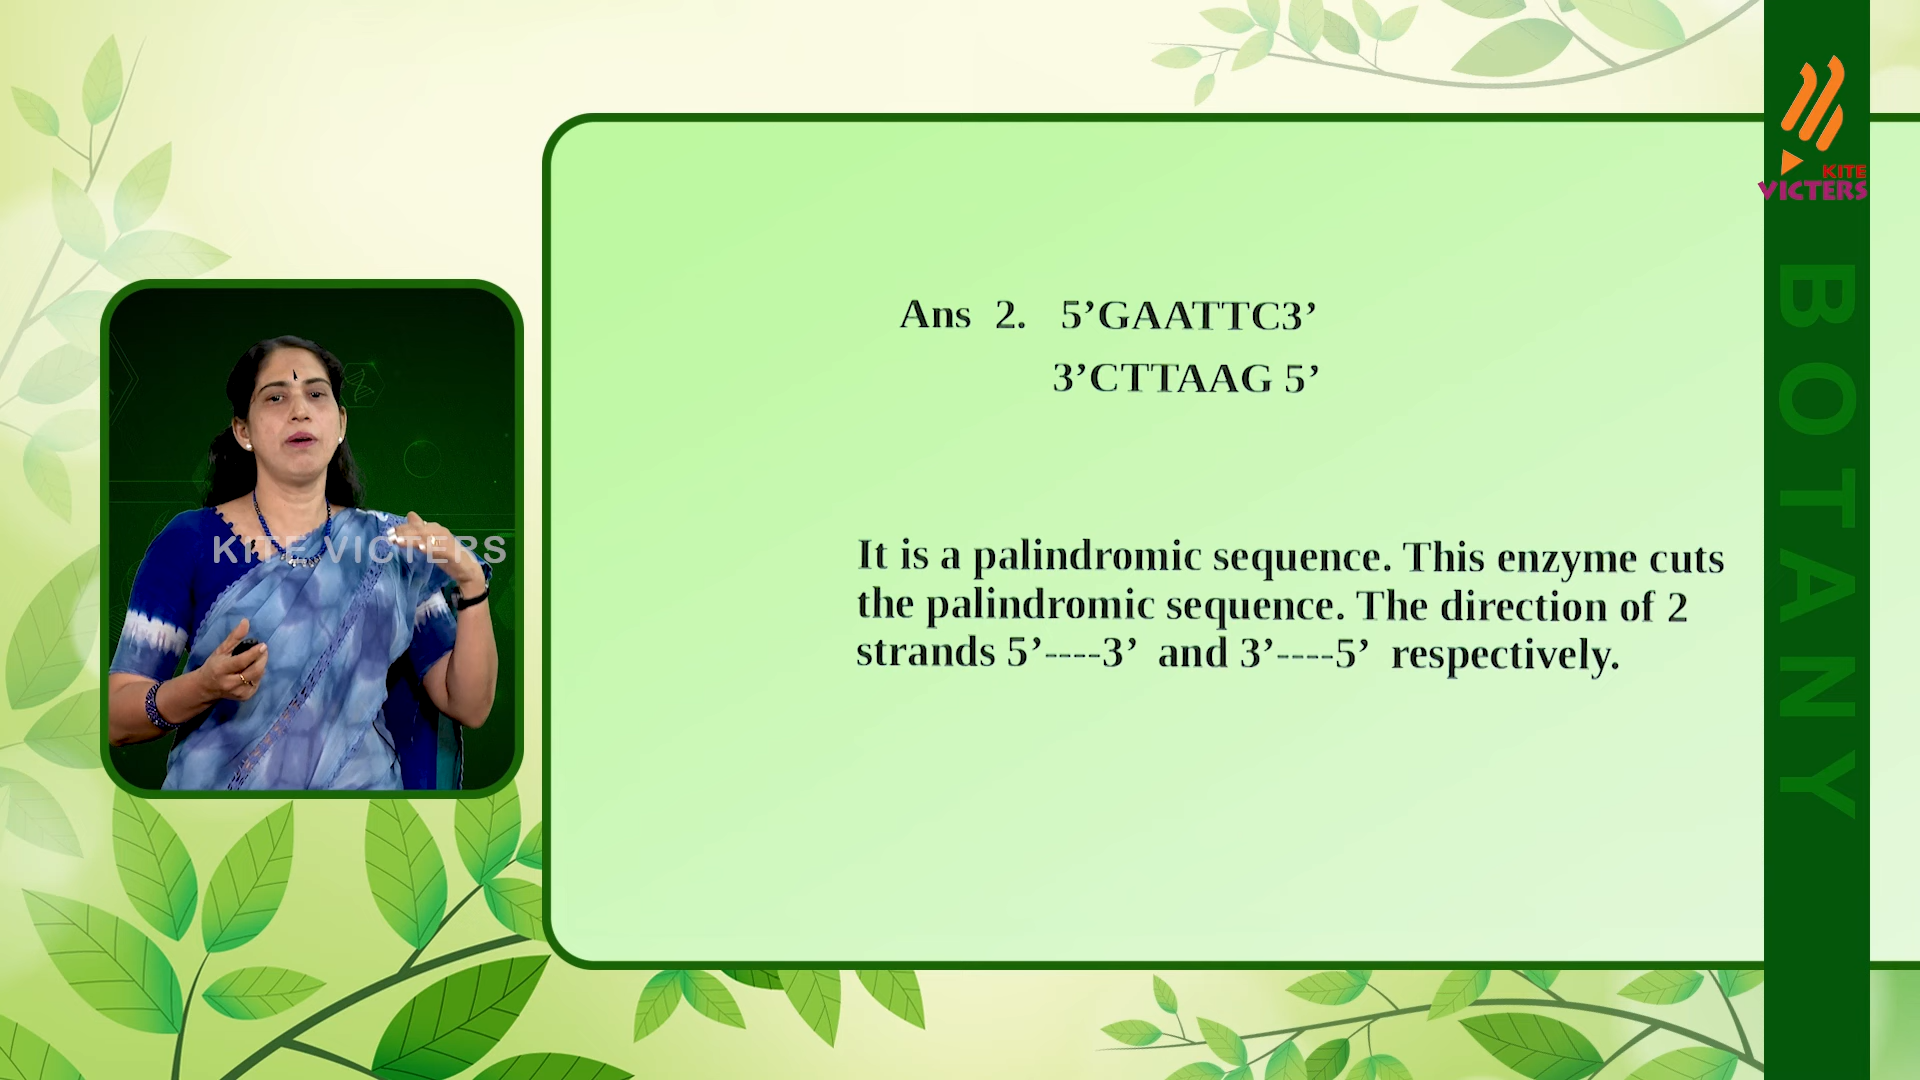 KITE
VICTERS
Ans 2. 5’GAATTC3’
3’CTTAAG 5’
KITE VICTERS
It is a palindromic sequence. This enzyme cuts
the palindromic sequence. The direction of 2
strands 5’----3’ and 3’----5’ respectively.
BOTANY